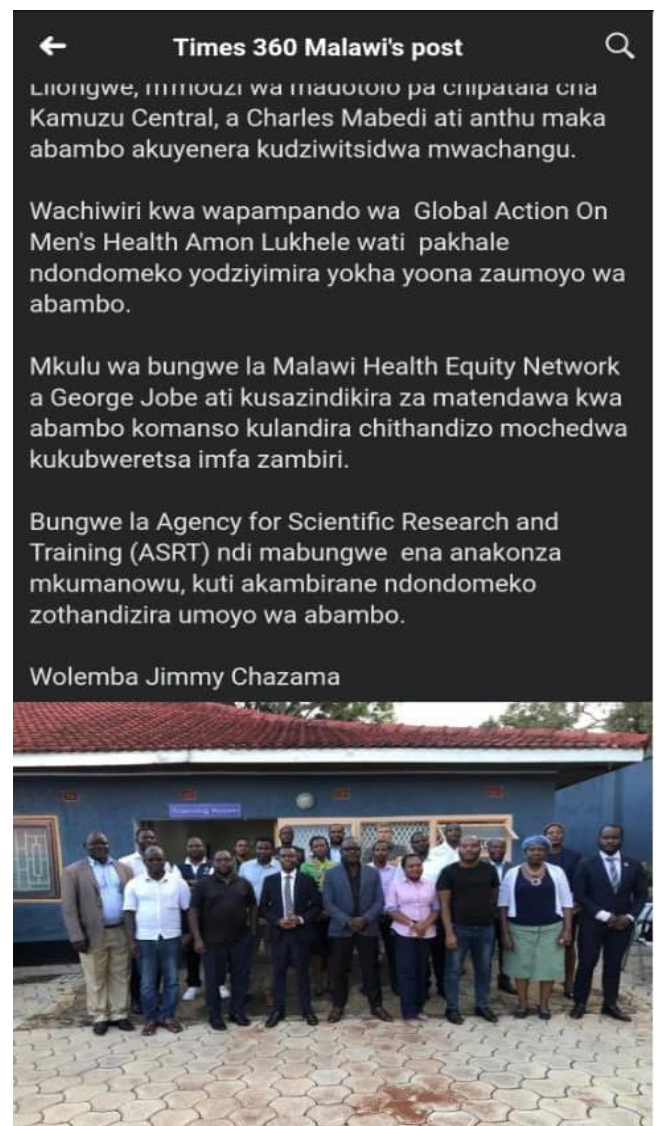 Times 360 Malawi's post
Lilongwe, mmodzi wa madotolo pa chipatala cha
Kamuzu Central, a Charles Mabedi ati anthu maka
abambo akuyenera kudziwitsidwa mwachangu.
Wachiwiri kwa wapampando wa Global Action On
Men's Health Amon Lukhele wati pakhale
ndondomeko yodziyimira yokha yoona zaumoyo wa
abambo.
Mkulu wa bungwe la Malawi Health Equity Network
a George Jobe ati kusazindikira za matendawa kwa
abambo komanso kulandira chithandizo mochedwa
kukubweretsa imfa zambiri.
Bungwe la Agency for Scientific Research and
Training (ASRT) ndi mabungwe ena anakonza
mkumanowu, kuti akambirane ndondomeko
zothandizira umoyo wa abambo.
Wolemba Jimmy Chazama